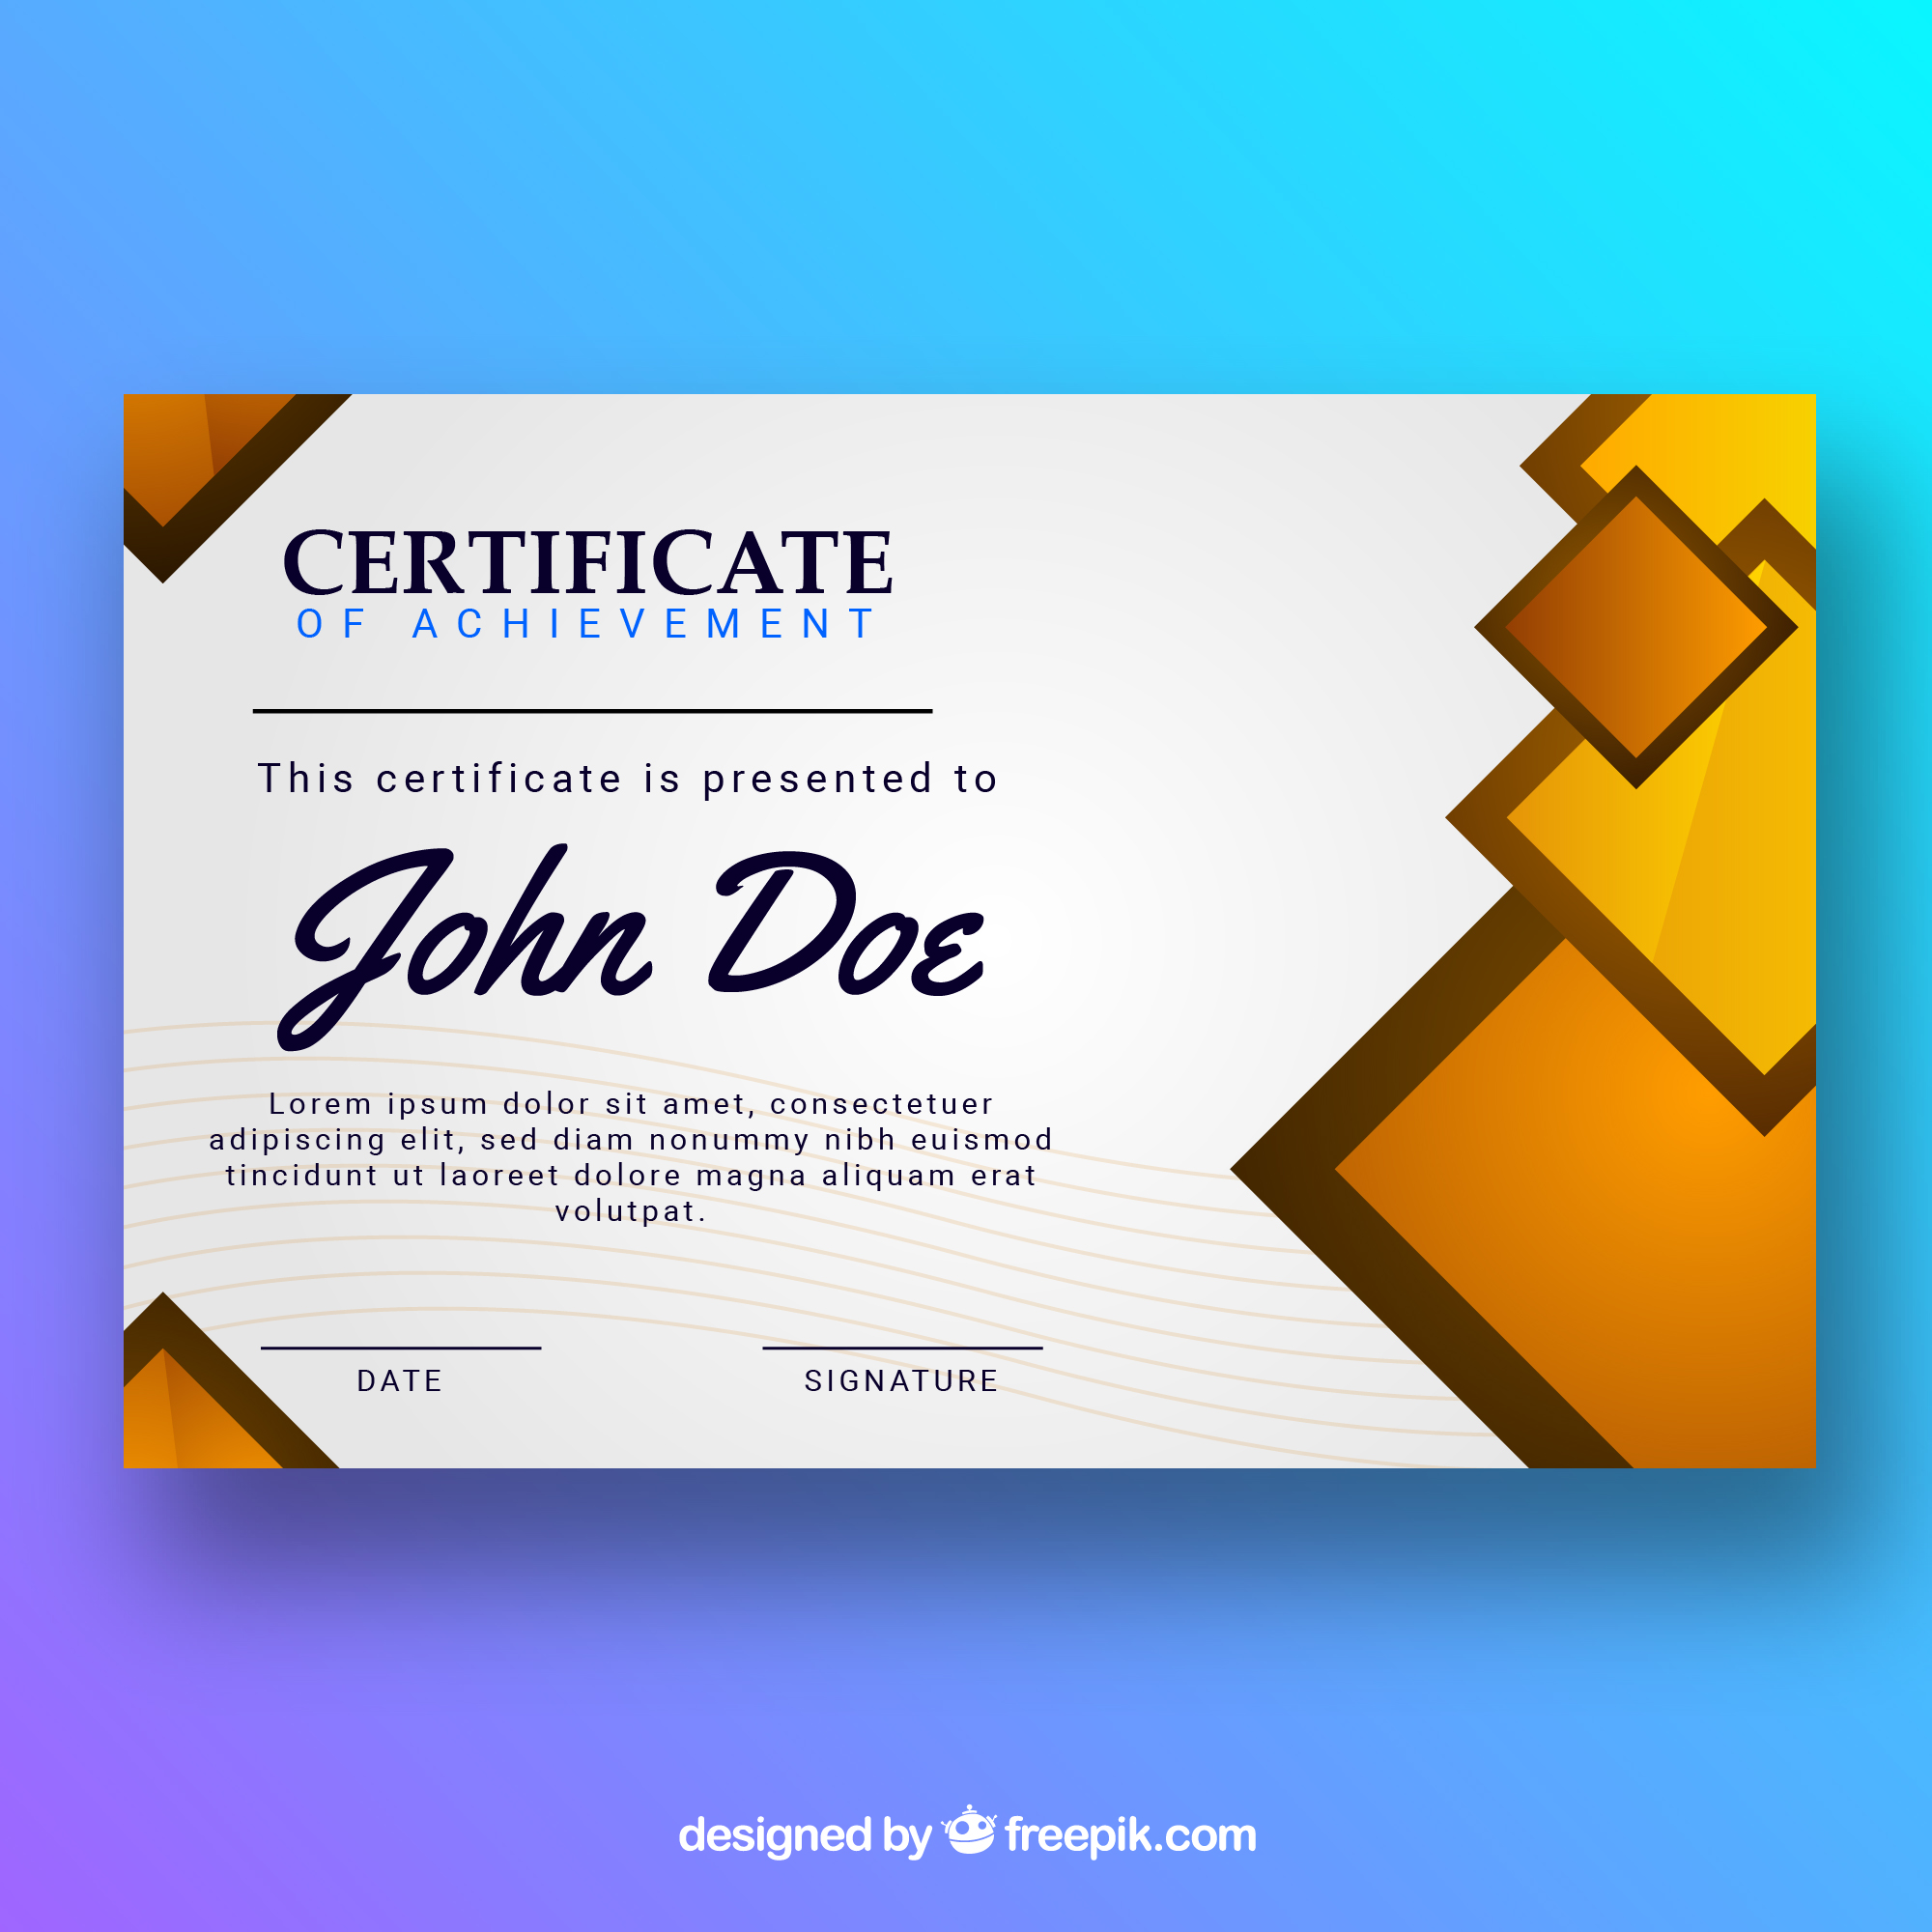 CERTIFICATE
OF ACHIEVEMENT
This certificate is presented to
John Doe
Lorem ipsum dolor sit amet, consectetuer
adipiscing elit, sed diam nonummy nibh euismod
tincidunt ut laoreet dolore magna aliquam erat
volutpat.
DATE
SIGNATURE
designed by freepik.com